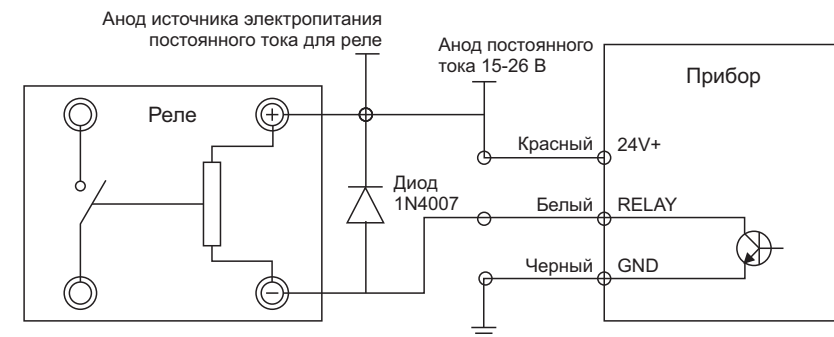 Анод источника электропитания
постоянного тока для реле
Анод постоянного
тока 15-26 В
Прибор
Реле
Красный
24V+
Диод
1N4007
Белый
RELAY
Черный
GND